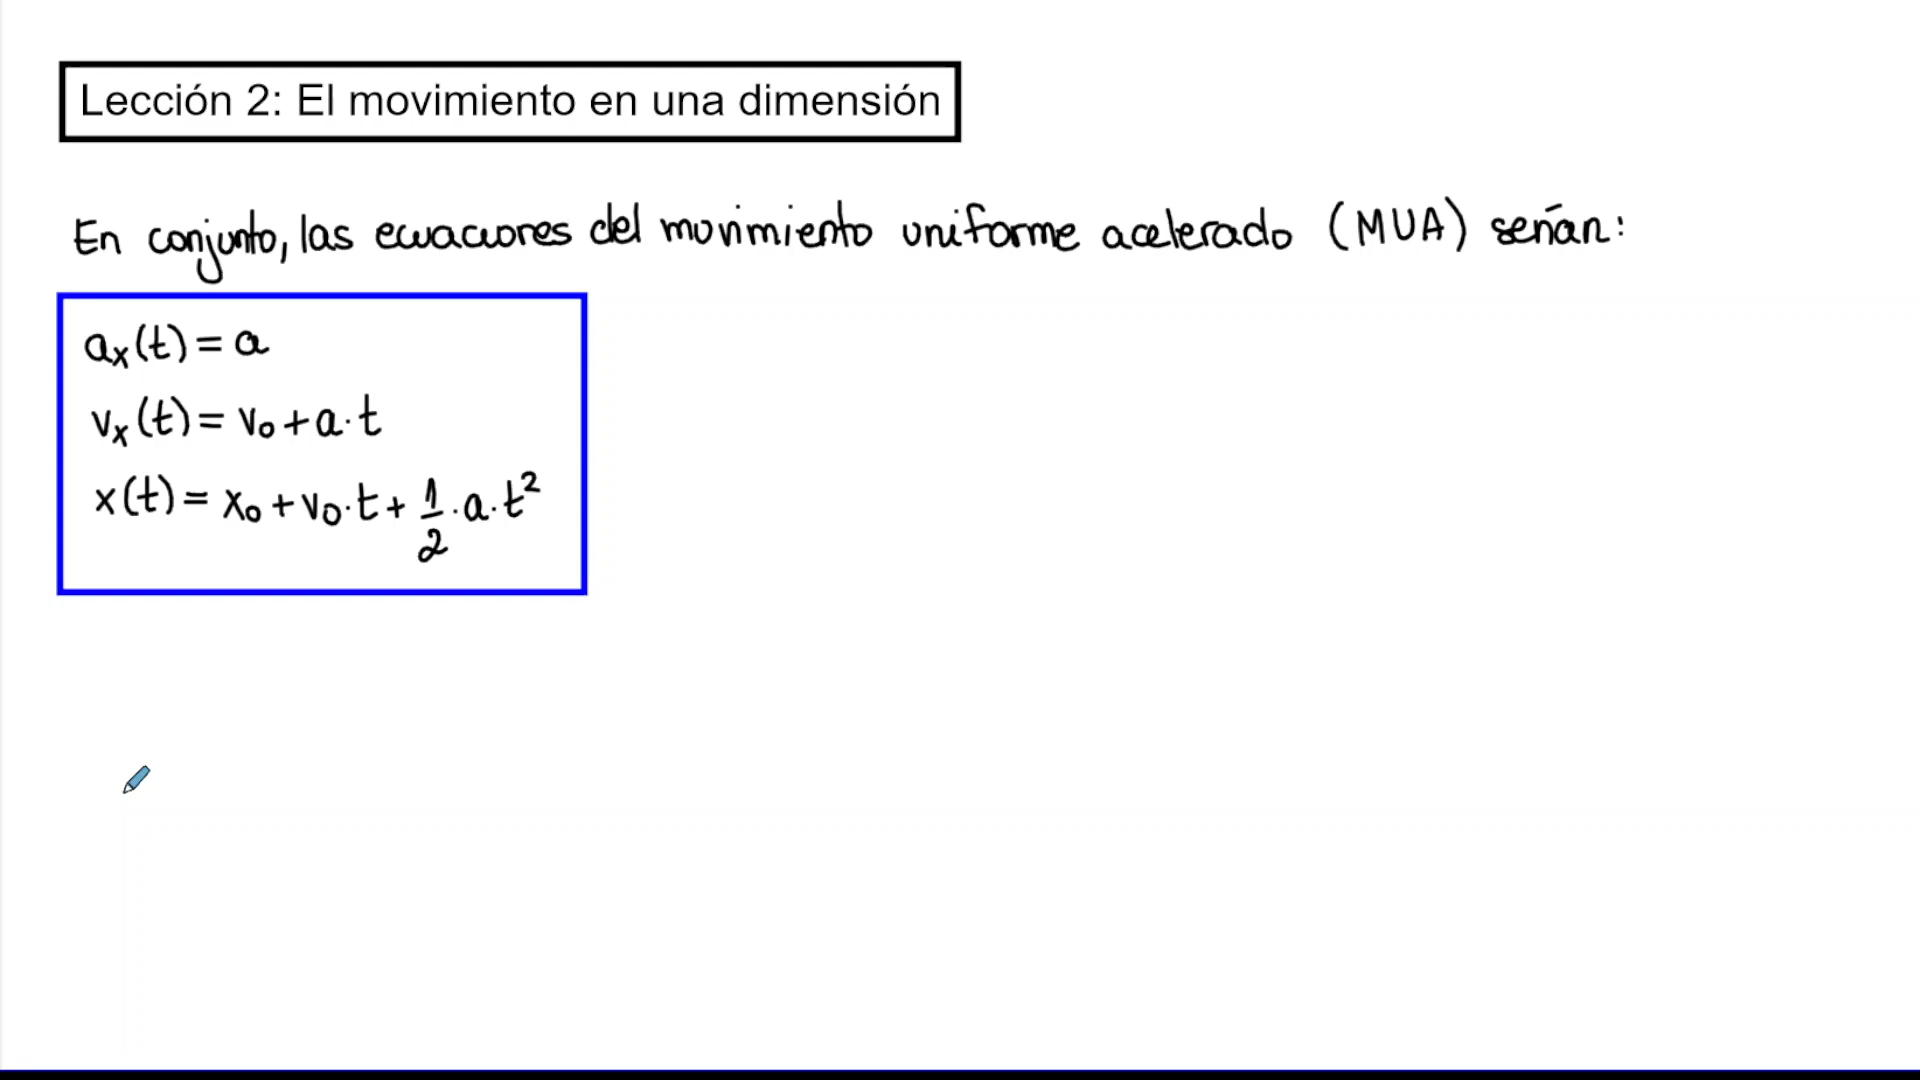 Lección 2: El movimiento en una dimensión
En conjunto, las ecuaciones del movimiento uniforme acelerado (MUA) serían:
aₓ(t) = a
vₓ(t) = v₀ + a · t
x(t) = x₀ + v₀ · t + 1/2 · a · t²